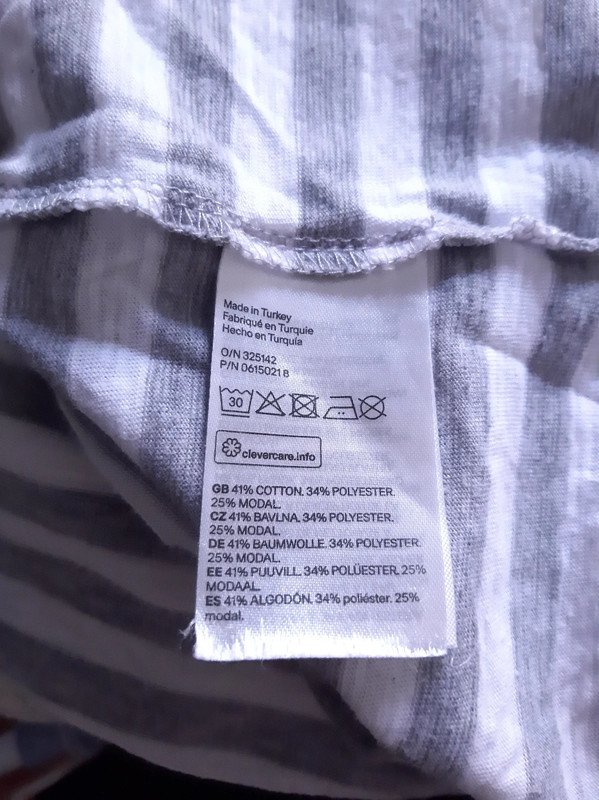 Made in Turkey
Fabriqué en Turquie
Hecho en Turquía
O/N 325142
P/N 0615021 8
30
clevercare.info
GB 41% COTTON. 34% POLYESTER.
25% MODAL.
CZ 41% BAVLNA. 34% POLYESTER.
25% MODAL.
DE 41% BAUMWOLLE. 34% POLYESTER.
25% MODAL.
EE 41% PUUVILL. 34% POLÜESTER. 25%
MODAAL.
ES 41% ALGODÓN. 34% poliéster. 25%
modal.